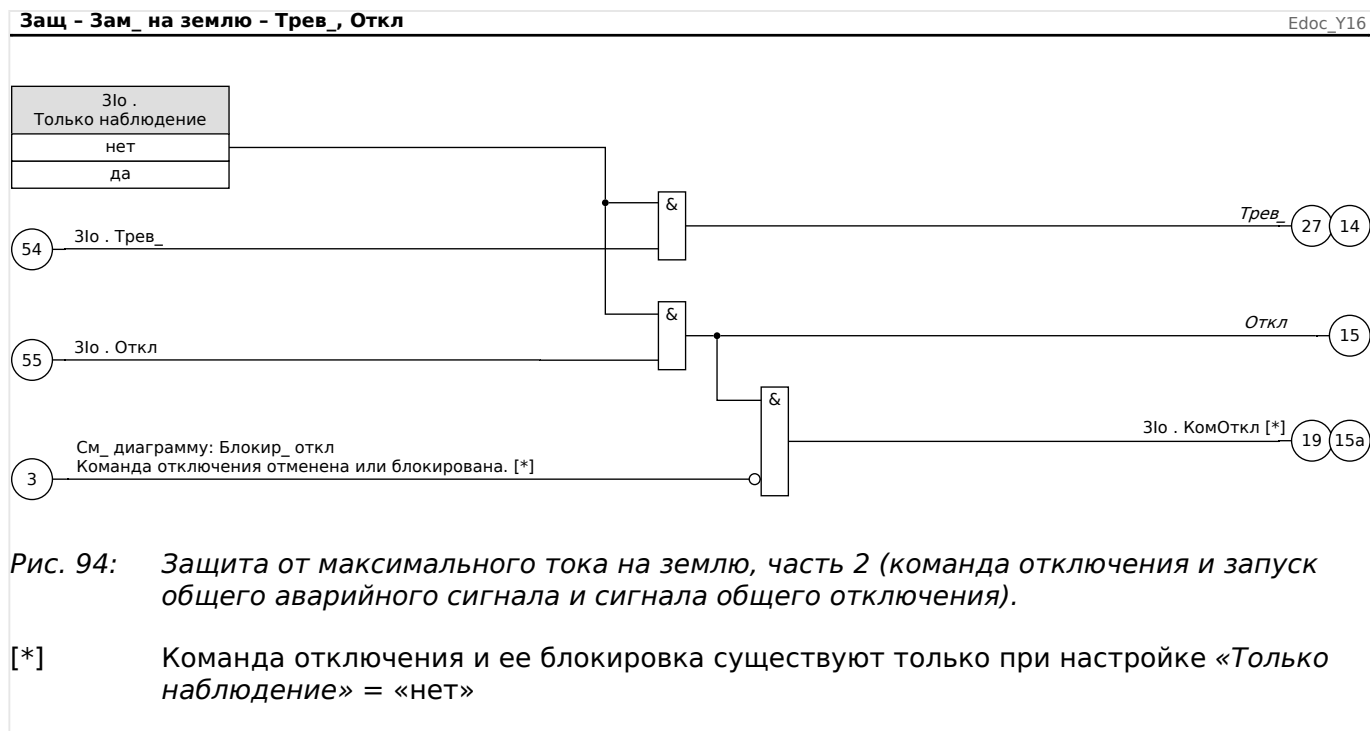 Защ – Зам_ на землю – Трев_, Откл
Edoc_Y16
3Io .
Только наблюдение
нет
да
&
Трев_
27 14
54
3Io . Трев_
&
Откл
15
55
3Io . Откл
&
3Io . КомОткл [*]
19 15a
См_ диаграмму: Блокир_ откл
Команда отключения отменена или блокирована. [*]
3
Рис. 94: Защита от максимального тока на землю, часть 2 (команда отключения и запуск
общего аварийного сигнала и сигнала общего отключения).
[*] Команда отключения и ее блокировка существуют только при настройке «Только
наблюдение» = «нет»